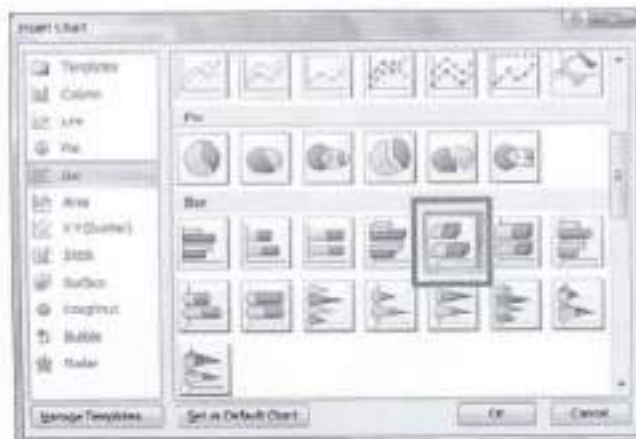 Insert Chart
Templates
Column
Line
Pie
Bar
Area
X Y (Scatter)
Stock
Surface
Doughnut
Bubble
Radar
Pie
Bar
Manage Templates...
Set as Default Chart
OK
Cancel